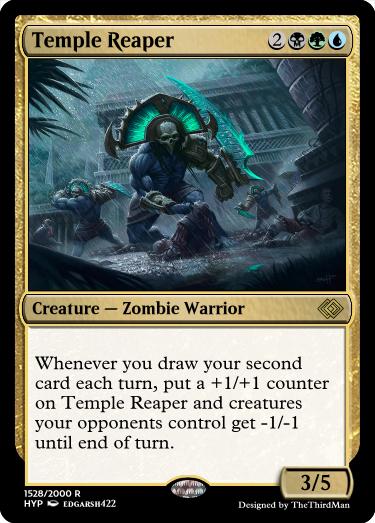 Temple Reaper 2
Creature — Zombie Warrior
Whenever you draw your second
card each turn, put a +1/+1 counter
on Temple Reaper and creatures
your opponents control get -1/-1
until end of turn.
3/5
1528/2000 R
HYP EDGARSH422
Designed by TheThirdMan